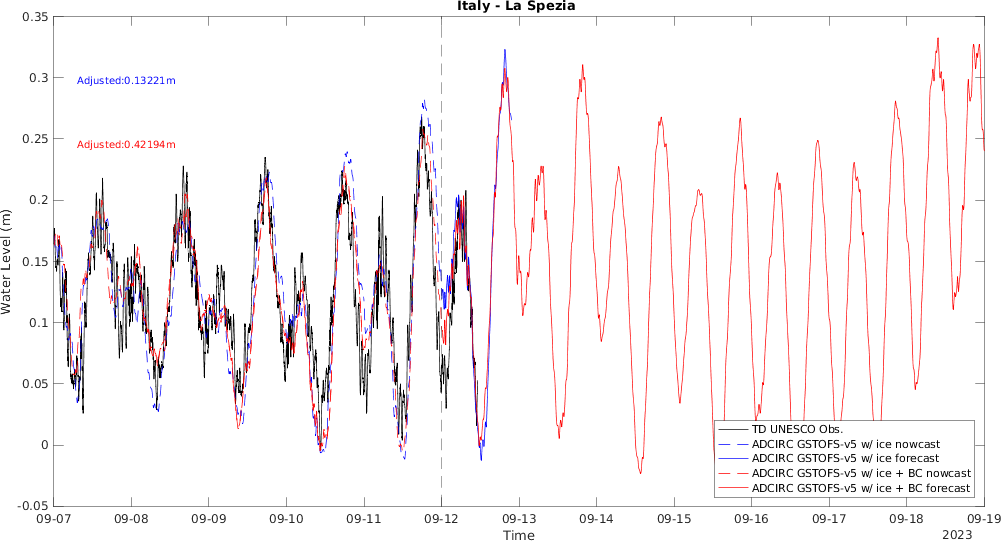 Italy - La Spezia
0.35
0.3
0.25
0.2
0.15
0.1
0.05
0
-0.05
Water Level (m)
Adjusted:0.13221m
Adjusted:0.42194m
TD UNESCO Obs.
ADCIRC GSTOFS-v5 w/ ice nowcast
ADCIRC GSTOFS-v5 w/ ice forecast
ADCIRC GSTOFS-v5 w/ ice + BC nowcast
ADCIRC GSTOFS-v5 w/ ice + BC forecast
09-07 09-08 09-09 09-10 09-11 09-12 09-13 09-14 09-15 09-16 09-17 09-18 09-19
Time
2023